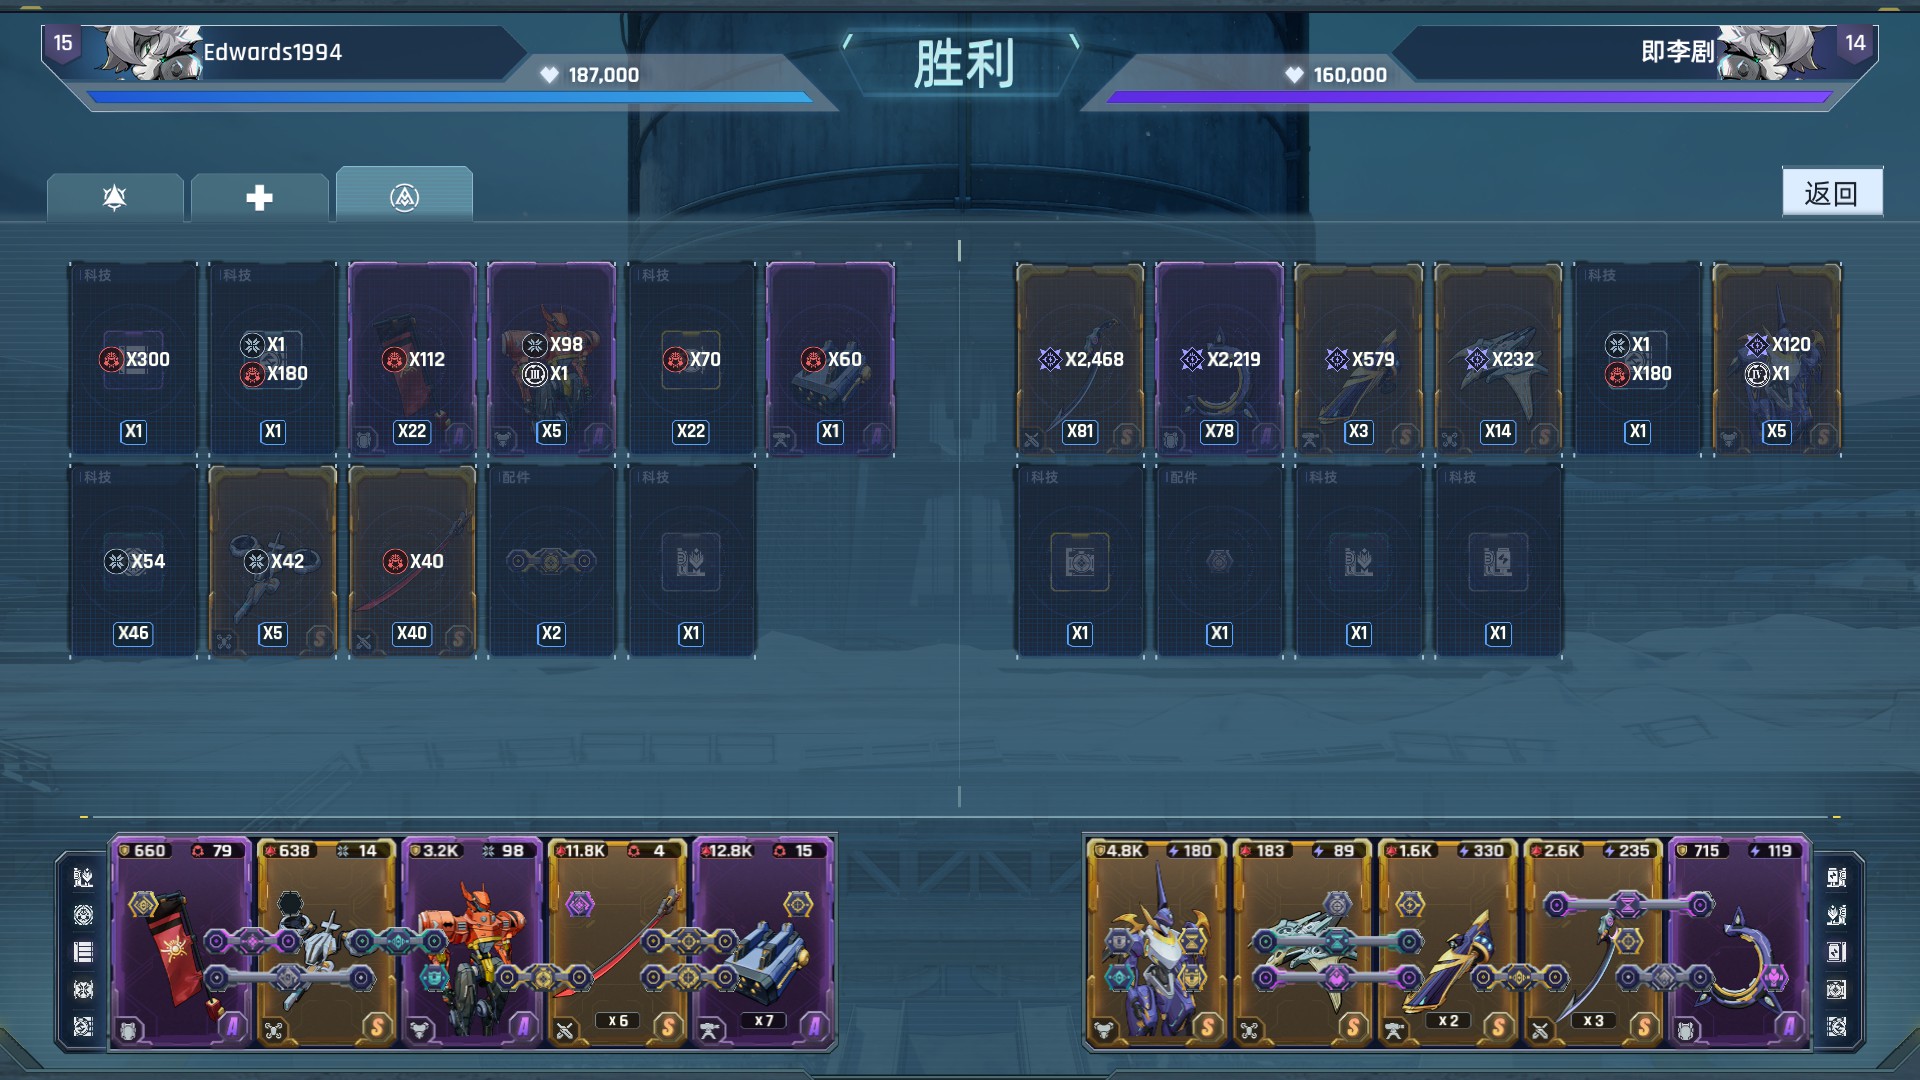 15
Edwards1994
187,000
胜利
160,000
即李剧
14
返回
科技
科技
科技
科技
X300
X1
X180
X112
X98
X1
X70
X60
X2,468
X2,219
X579
X232
X1
X180
X120
X1
X1
X1
X22
X5
X22
X1
X81
X78
X3
X14
X1
X5
科技
配件
科技
科技
配件
科技
科技
X54
X42
X40
X46
X5
X40
X2
X1
X1
X1
X1
X1
660
79
638
14
3.2K
98
11.8K
4
12.8K
15
4.8K
180
183
89
1.6K
330
2.6K
235
715
119
x6
x7
x2
x3
A
S
A
S
A
S
S
S
S
A